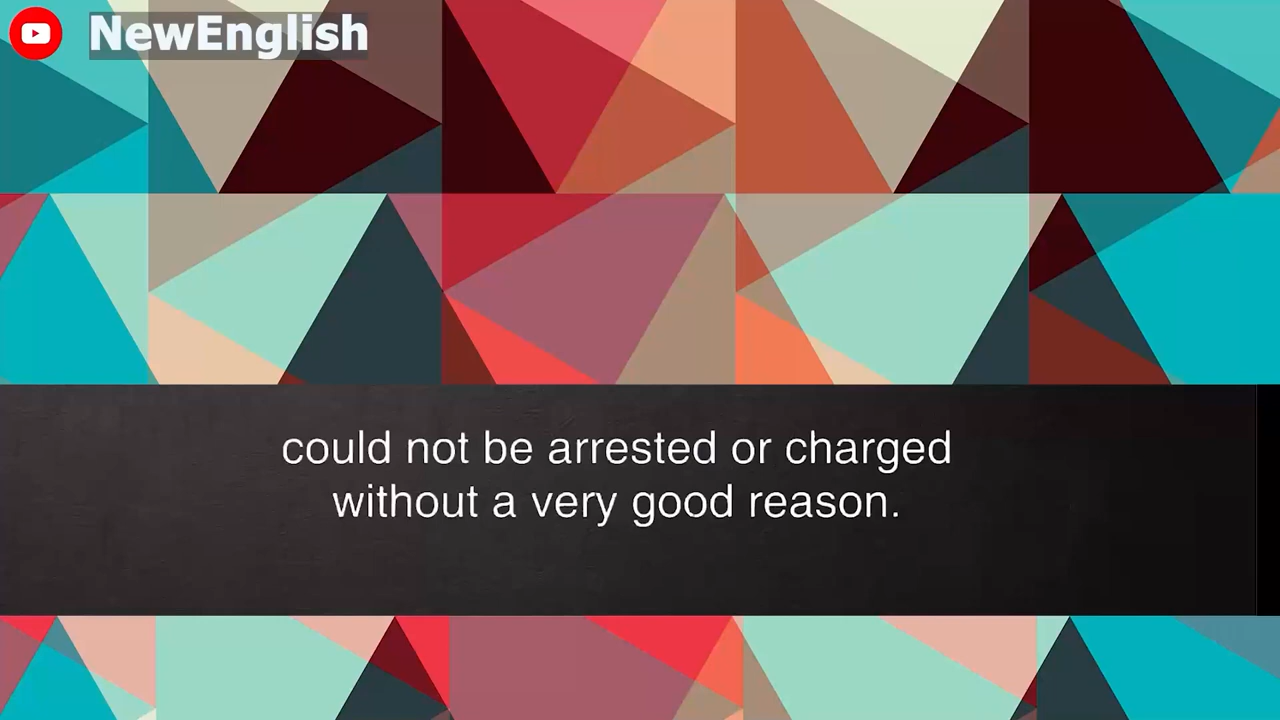 NewEnglish
could not be arrested or charged
without a very good reason.